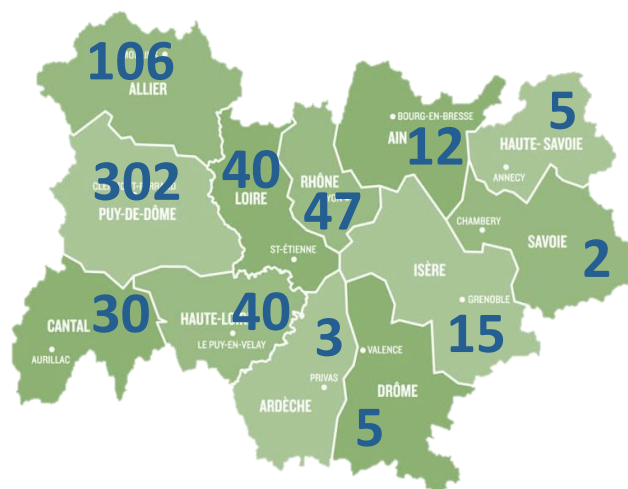 106
ALLIER
5
HAUTE- SAVOIE
ANNECY
BOURG-EN-BRESSE
AIN
12
302
PUY-DE-DÔME
40
LOIRE
ST-ÉTIENNE
RHÔNE
47
CHAMBERY
SAVOIE
2
ISÈRE
GRENOBLE
15
CANTAL
30
AURILLAC
40
LE PUY-EN-VELAY
3
PRIVAS
ARDÈCHE
VALENCE
DRÔME
5